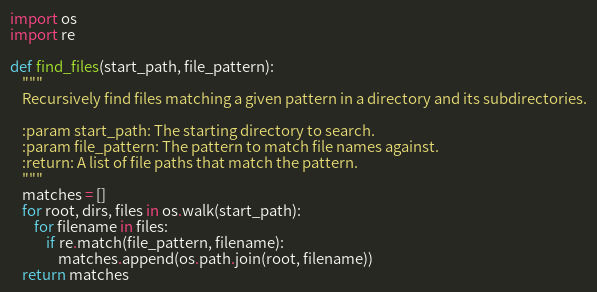 import os
import re

def find_files(start_path, file_pattern):
    """
    Recursively find files matching a given pattern in a directory and its subdirectories.

    :param start_path: The starting directory to search.
    :param file_pattern: The pattern to match file names against.
    :return: A list of file paths that match the pattern.
    """
    matches = []
    for root, dirs, files in os.walk(start_path):
        for filename in files:
            if re.match(file_pattern, filename):
                matches.append(os.path.join(root, filename))
    return matches